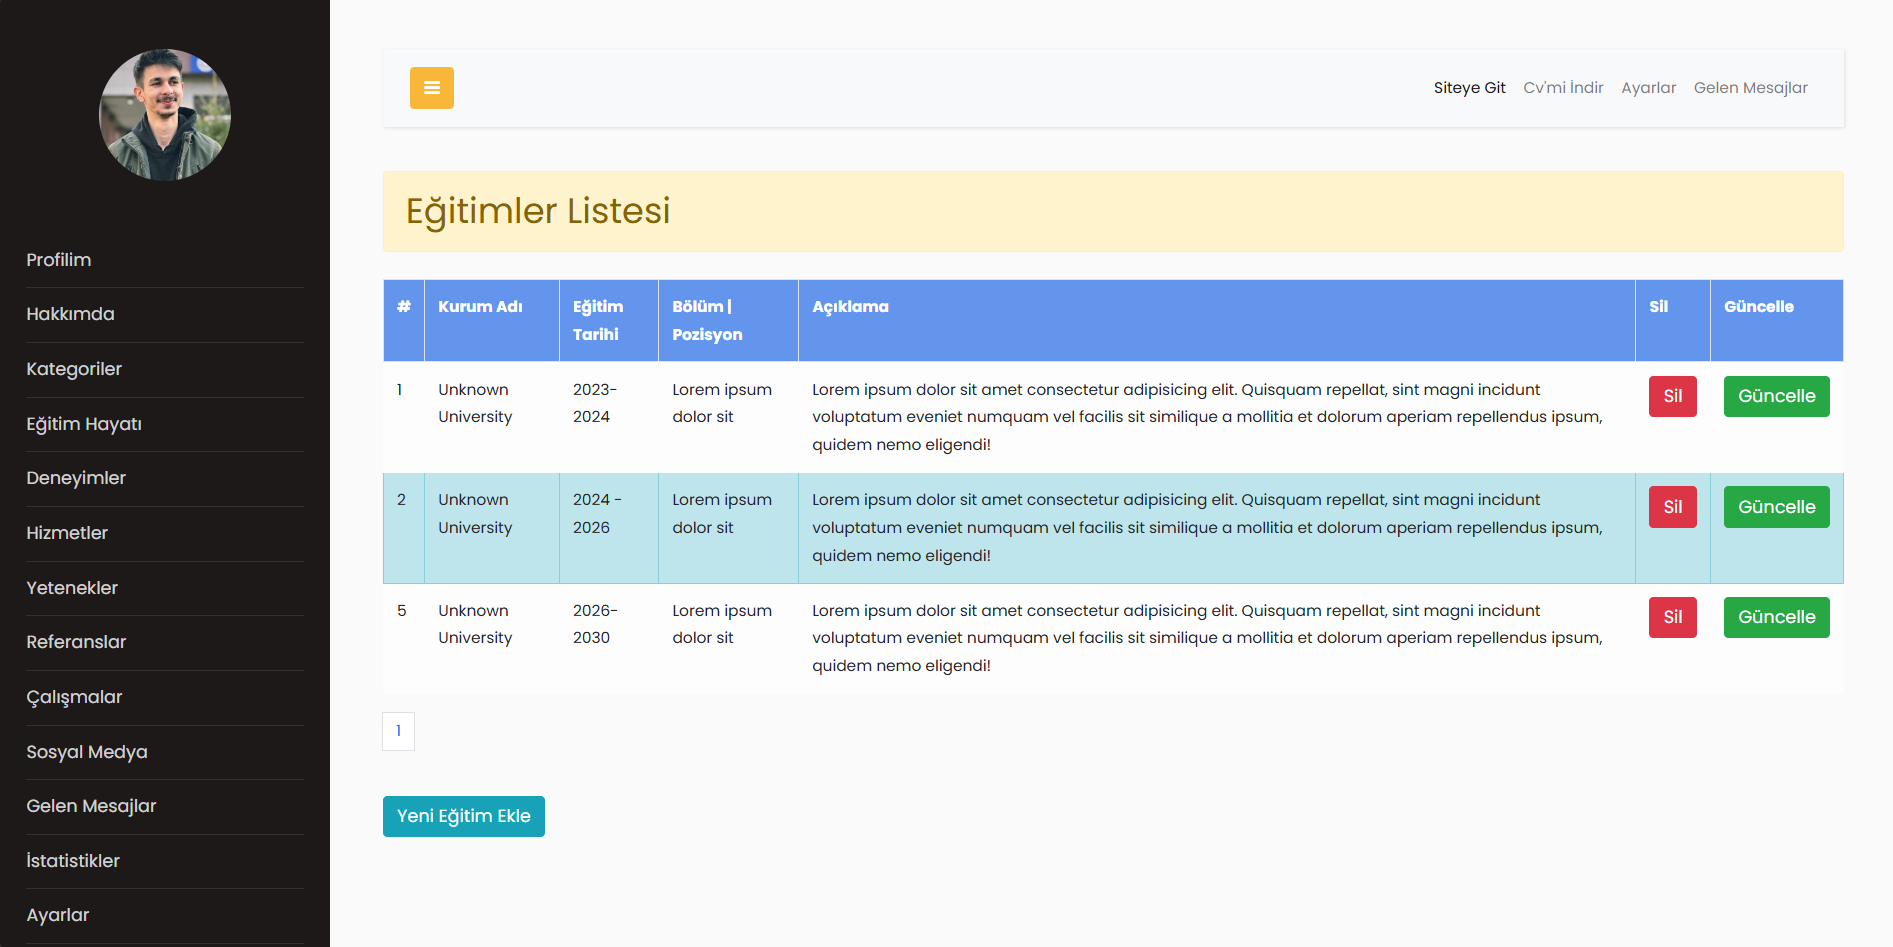 Profilim
Hakkımda
Kategoriler
Eğitim Hayatı
Deneyimler
Hizmetler
Yetenekler
Referanslar
Çalışmalar
Sosyal Medya
Gelen Mesajlar
İstatistikler
Ayarlar
Siteye Git Cv'mi İndir Ayarlar Gelen Mesajlar
Eğitimler Listesi
# Kurum Adı Eğitim Bölüm | Açıklama Sil Güncelle
Tarihi Pozisyon
1 Unknown 2023- Lorem ipsum Lorem ipsum dolor sit amet consectetur adipisicing elit. Quisquam repellat, sint magni incidunt Sil Güncelle
University 2024 dolor sit voluptatum eveniet numquam vel facilis sit similique a mollitia et dolorum aperiam repellendus ipsum,
quidem nemo eligendi!
2 Unknown 2024 - Lorem ipsum Lorem ipsum dolor sit amet consectetur adipisicing elit. Quisquam repellat, sint magni incidunt Sil Güncelle
University 2026 dolor sit voluptatum eveniet numquam vel facilis sit similique a mollitia et dolorum aperiam repellendus ipsum,
quidem nemo eligendi!
5 Unknown 2026- Lorem ipsum Lorem ipsum dolor sit amet consectetur adipisicing elit. Quisquam repellat, sint magni incidunt Sil Güncelle
University 2030 dolor sit voluptatum eveniet numquam vel facilis sit similique a mollitia et dolorum aperiam repellendus ipsum,
quidem nemo eligendi!
1
Yeni Eğitim Ekle